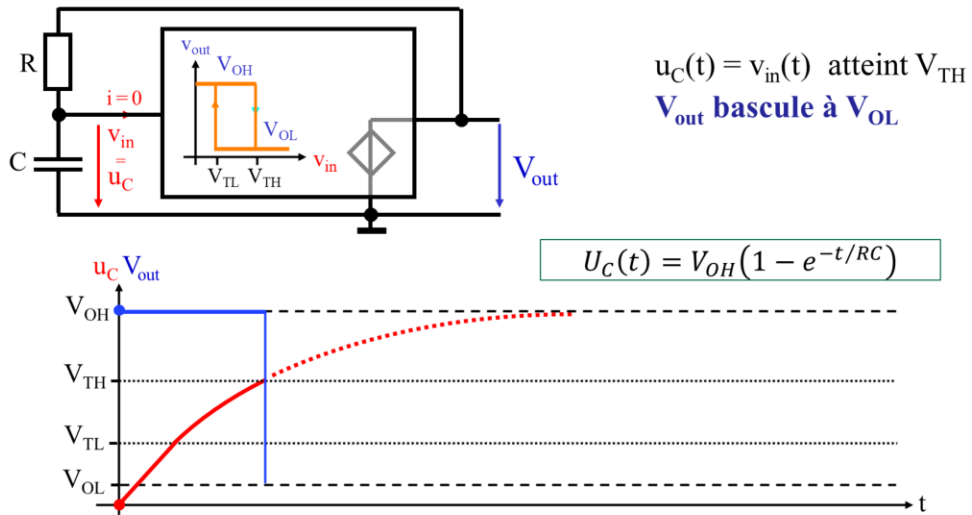 v_out
V_OH
R
i = 0
V_OL
v_in
=
u_C
C
V_TL
V_TH
v_in
V_out
u_C(t) = v_in(t) atteint V_TH
V_out bascule à V_OL
U_C(t) = V_OH(1 − e^{−t/RC})
u_C V_out
V_OH
V_TH
V_TL
V_OL
t